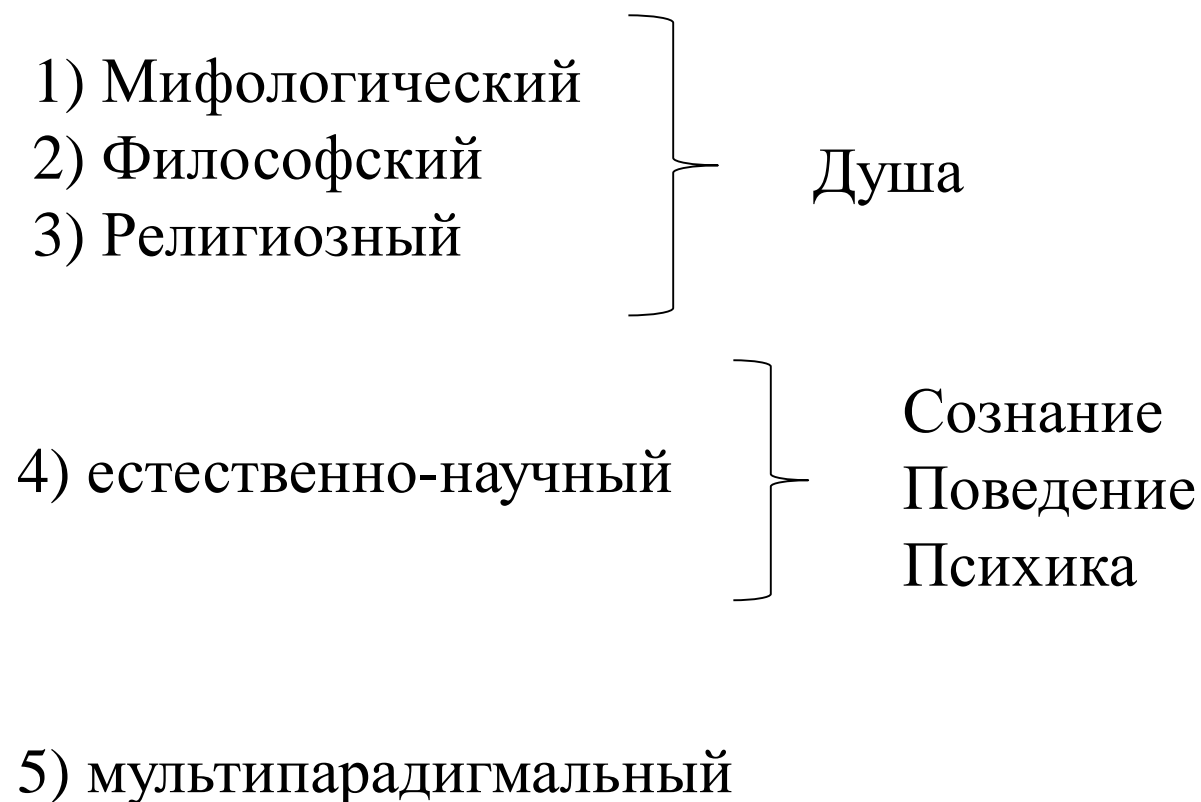 1) Мифологический
2) Философский
3) Религиозный
Душа
4) естественно-научный
Сознание
Поведение
Психика
5) мультипарадигмальный